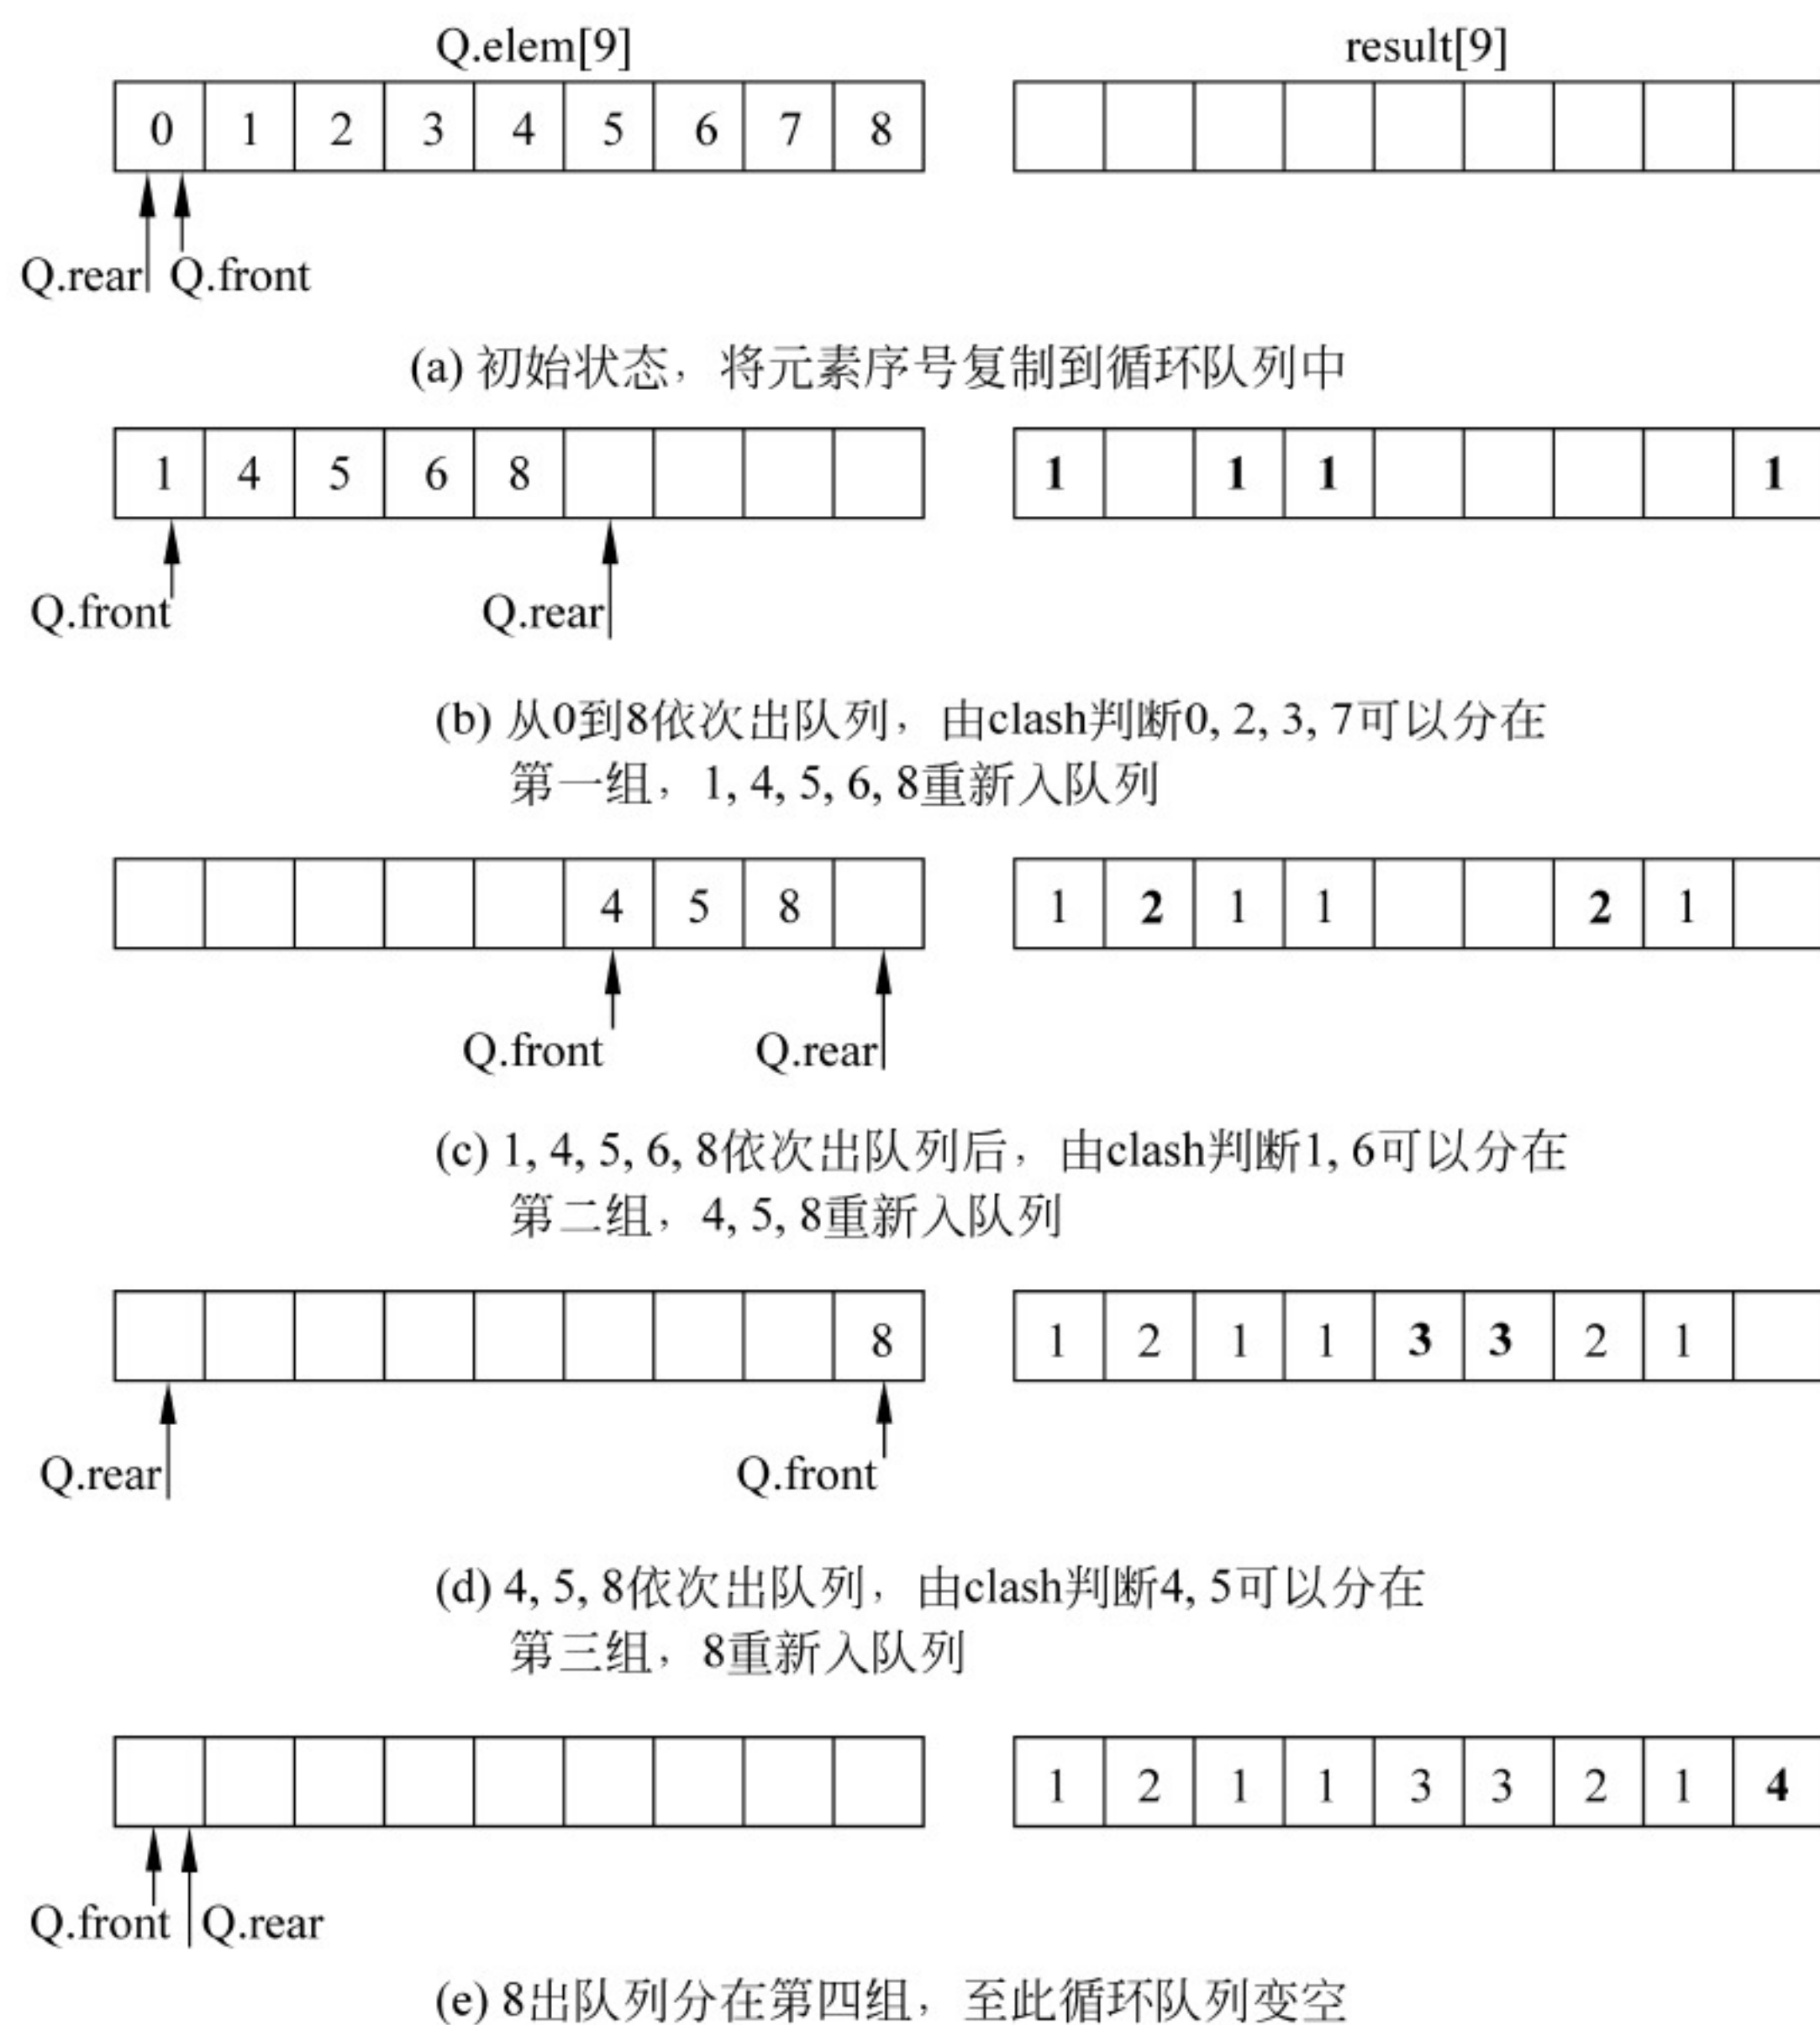 Q.elem[9] result[9]
0 1 2 3 4 5 6 7 8
Q.rear Q.front
(a) 初始状态，将元素序号复制到循环队列中
1 4 5 6 8 1 1 1 1
Q.front Q.rear
(b) 从0到8依次出队列，由clash判断0, 2, 3, 7可以分在
第一组，1, 4, 5, 6, 8重新入队列
4 5 8 1 2 1 1 2 1
Q.front Q.rear
(c) 1, 4, 5, 6, 8依次出队列后，由clash判断1, 6可以分在
第二组，4, 5, 8重新入队列
8 1 2 1 1 3 3 2 1
Q.rear Q.front
(d) 4, 5, 8依次出队列，由clash判断4, 5可以分在
第三组，8重新入队列
1 2 1 1 3 3 2 1 4
Q.front Q.rear
(e) 8出队列分在第四组，至此循环队列变空